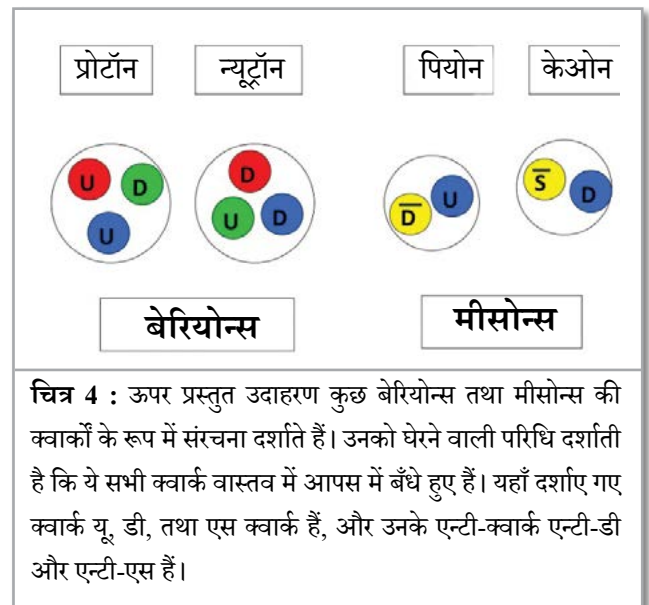 प्रोटॉन न्यूट्रॉन पियोन केओन
U D U
D U D
D̅ U
S̅ D
बेरियोन्स मीसोन्स
चित्र 4 : ऊपर प्रस्तुत उदाहरण कुछ बेरियोन्स तथा मीसोन्स की
क्वार्कों के रूप में संरचना दर्शाते हैं। उनको घेरने वाली परिधि दर्शाती
है कि ये सभी क्वार्क वास्तव में आपस में बँधे हुए हैं। यहाँ दर्शाए गए
क्वार्क यू, डी, तथा एस क्वार्क हैं, और उनके एन्टी-क्वार्क एन्टी-डी
और एन्टी-एस हैं।